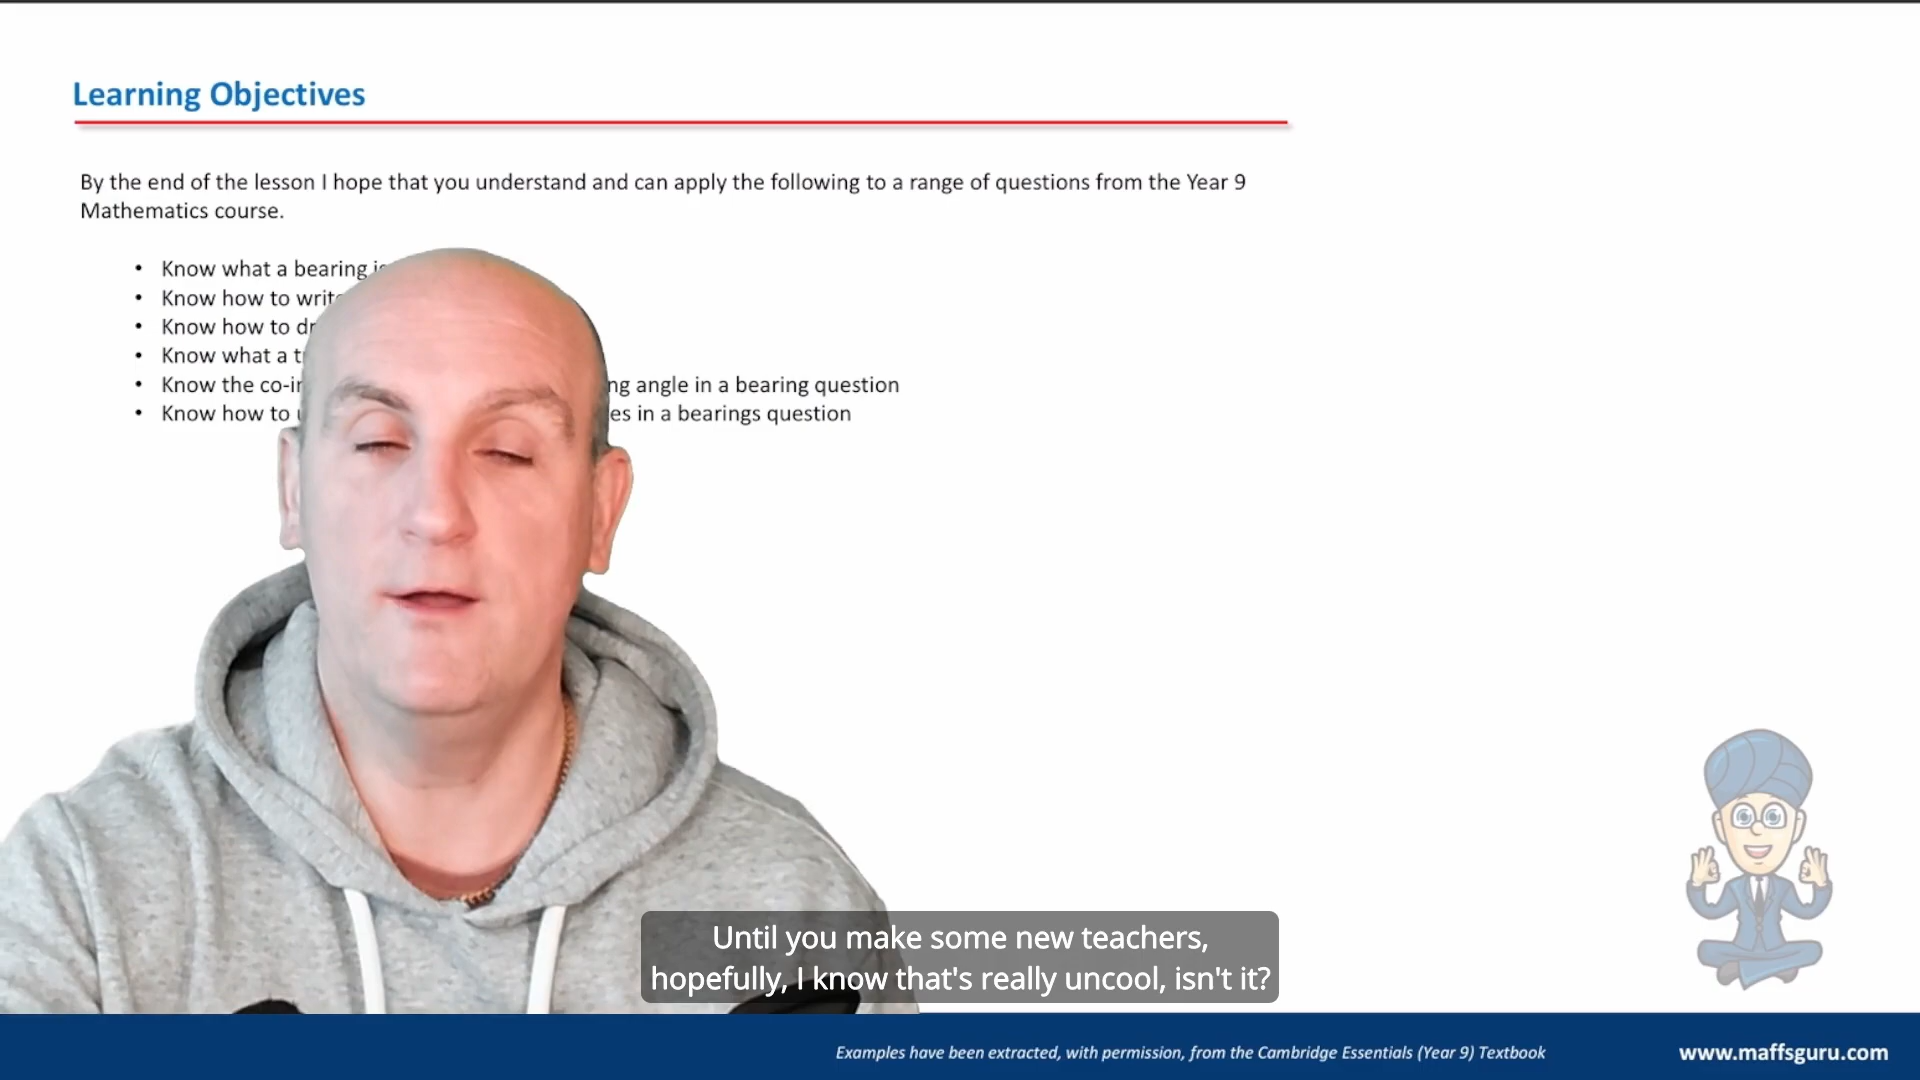 Learning Objectives
By the end of the lesson I hope that you understand and can apply the following to a range of questions from the Year 9
Mathematics course.
• Know what a bearing
• Know how to
• Know how to
• Know what a
• Know the angle in a bearing question
• Know how to in a bearings question
Until you make some new teachers,
hopefully, I know that's really uncool, isn't it?
Examples have been extracted, with permission, from the Cambridge Essentials (Year 9) Textbook
www.maffsguru.com